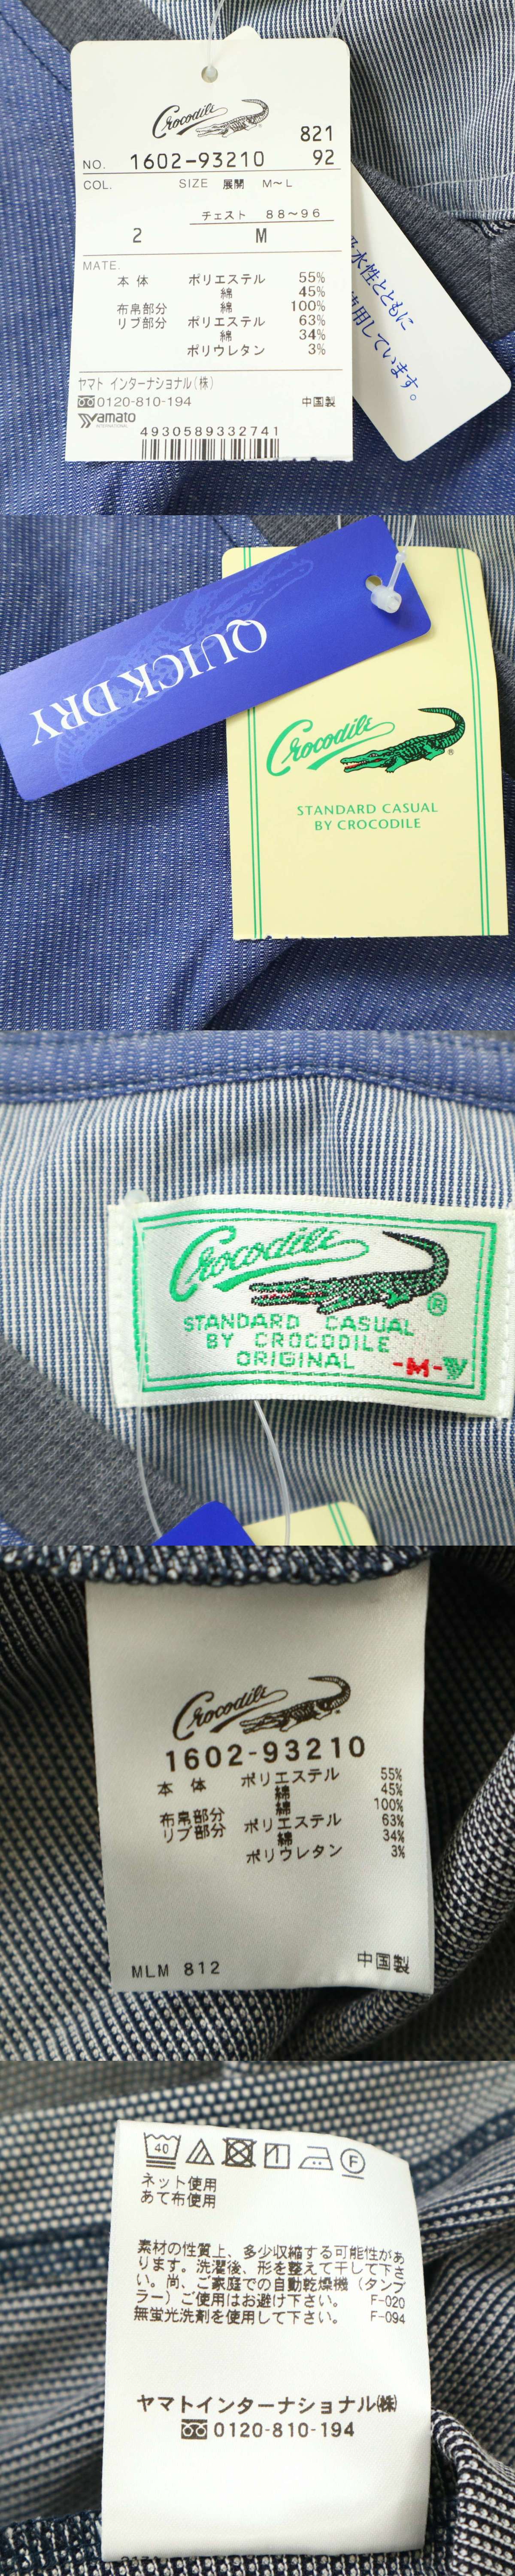 Crocodile
821
NO. 1602-93210 92
COL. SIZE 展開 M〜L
チェスト 88〜96
2 M
MATE.
本体 ポリエステル 55%
綿 45%
布帛部分 綿 100%
リブ部分 ポリエステル 63%
綿 34%
ポリウレタン 3%
ヤマト インターナショナル(株)
0120-810-194 中国製
Yamato
INTERNATIONAL
4930589332741
水性とともに
使用しています。
QUICK DRY
Crocodile
®
STANDARD CASUAL
BY CROCODILE
Crocodile
®
STANDARD CASUAL
BY CROCODILE
ORIGINAL -M-Y
Crocodile
1602-93210
本体 ポリエステル 55%
綿 45%
布帛部分 綿 100%
リブ部分 ポリエステル 63%
綿 34%
ポリウレタン 3%
MLM 812 中国製
40 F
ネット使用
あて布使用
素材の性質上、多少収縮する可能性があ
ります。洗濯後、形を整えて干して下さ
い。尚、ご家庭での自動乾燥機(タンブ
ラー)ご使用はお避け下さい。 F-020
無蛍光洗剤を使用して下さい。 F-094
ヤマトインターナショナル㈱
0120-810-194